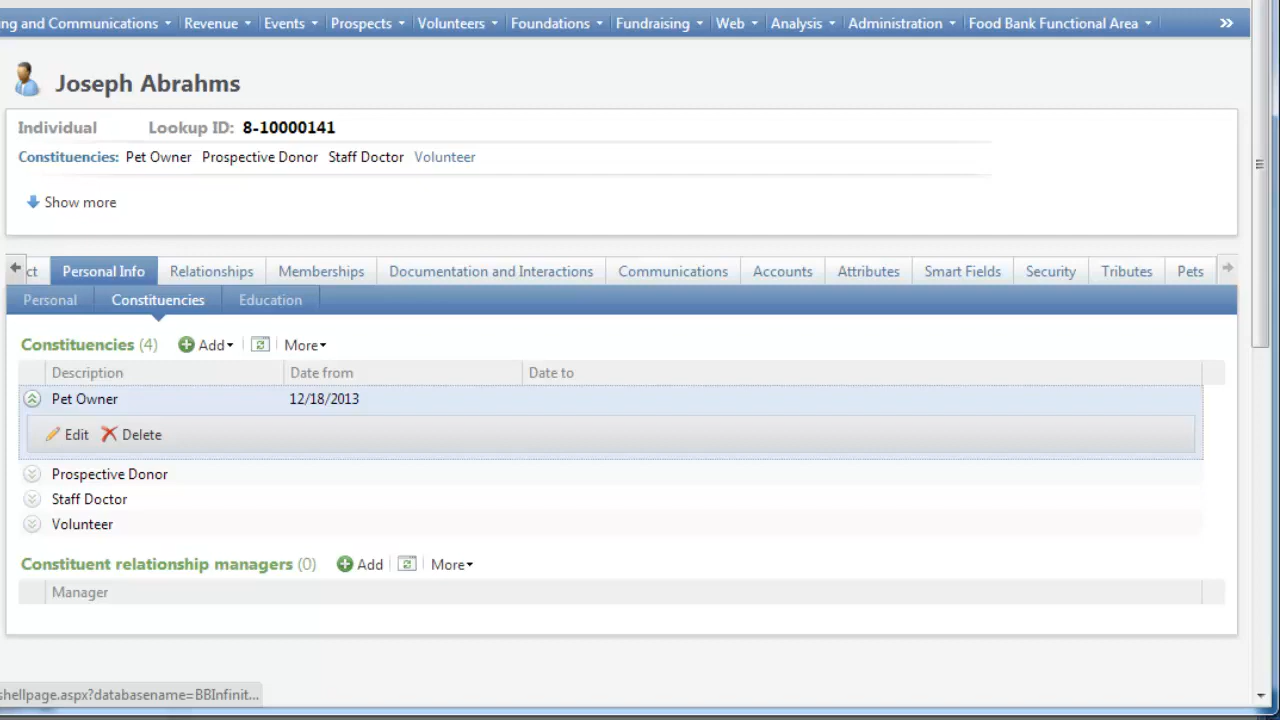 ng and Communications Revenue Events Prospects Volunteers Foundations Fundraising Web Analysis Administration Food Bank Functional Area »
Joseph Abrahms
Individual Lookup ID: 8-10000141
Constituencies: Pet Owner Prospective Donor Staff Doctor Volunteer
Show more
ct Personal Info Relationships Memberships Documentation and Interactions Communications Accounts Attributes Smart Fields Security Tributes Pets
Personal Constituencies Education
Constituencies (4) Add More
Description Date from Date to
Pet Owner 12/18/2013
Edit Delete
Prospective Donor
Staff Doctor
Volunteer
Constituent relationship managers (0) Add More
Manager
shellpage.aspx?databasename=BBInfinit...